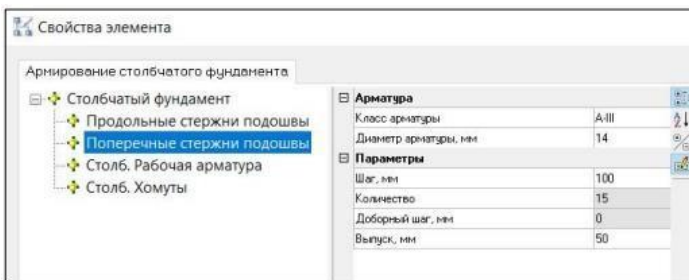 Свойства элемента
Армирование столбчатого фундамента
Столбчатый фундамент
Продольные стержни подошвы
Поперечные стержни подошвы
Столб. Рабочая арматура
Столб. Хомуты
Арматура
Класс арматуры A-III
Диаметр арматуры, мм 14
Параметры
Шаг, мм 100
Количество 15
Доборный шаг, мм 0
Выпуск, мм 50